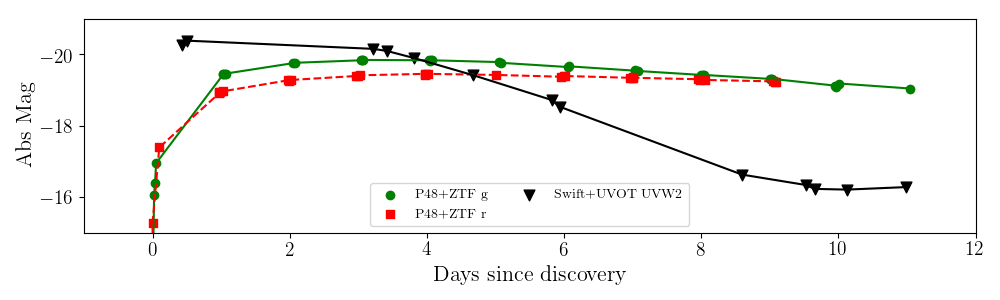 −20
−18
−16
Abs Mag
P48+ZTF g
P48+ZTF r
Swift+UVOT UVW2
0 2 4 6 8 10 12
Days since discovery